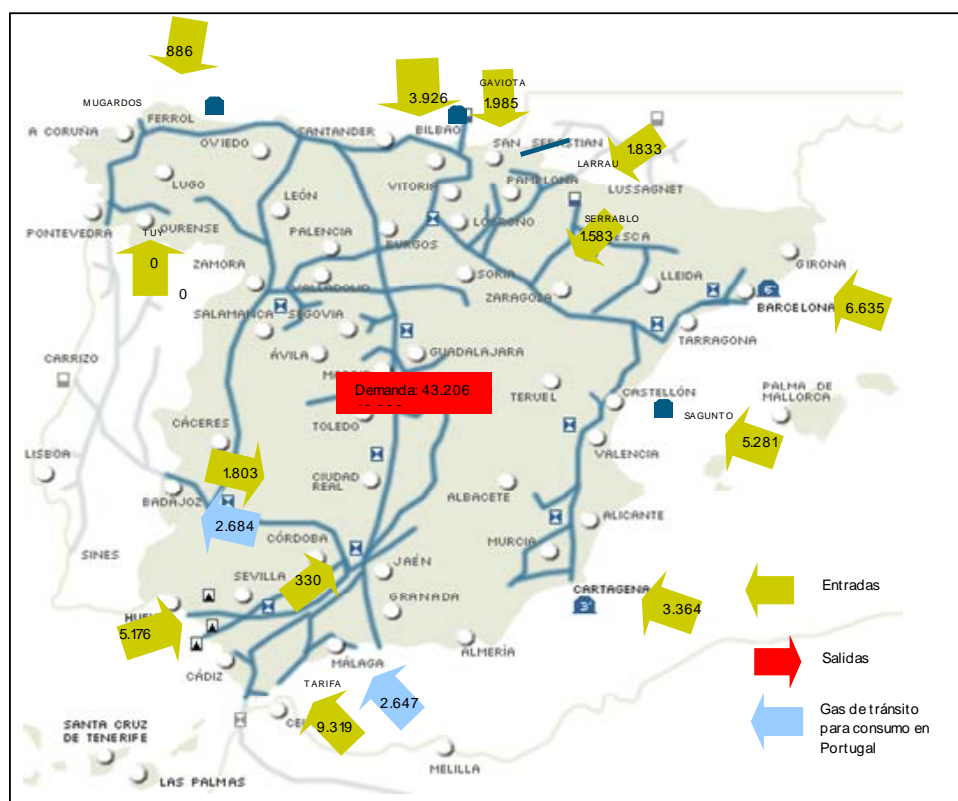 886
GAVIOTA
3.926
1.985
MUGARDOS
FERROL
A CORUÑA
OVIEDO
SANTANDER
BILBAO
SAN SEBASTIAN
1.833
LARRAU
LUGO
VITORIA
PAMPLONA
LUSSAGNET
LEÓN
LOGROÑO
SERRABLO
PONTEVEDRA
TUY
OURENSE
PALENCIA
BURGOS
1.583
GIRONA
0
ZAMORA
SORIA
LLEIDA
0
VALLADOLID
ZARAGOZA
BARCELONA
6.635
SALAMANCA
SEGOVIA
TARRAGONA
CARRIZO
ÁVILA
GUADALAJARA
Demanda: 43.206
TERUEL
CASTELLÓN
PALMA DE
MALLORCA
SAGUNTO
CÁCERES
TOLEDO
5.281
LISBOA
1.803
VALENCIA
CIUDAD
REAL
ALBACETE
BADAJOZ
2.684
ALICANTE
CÓRDOBA
MURCIA
SINES
JAÉN
SEVILLA
330
CARTAGENA
Entradas
GRANADA
3.364
5.176
ALMERÍA
MÁLAGA
Salidas
CÁDIZ
TARIFA
2.647
Gas de tránsito
para consumo en
Portugal
9.319
SANTA CRUZ
DE TENERIFE
MELILLA
LAS PALMAS